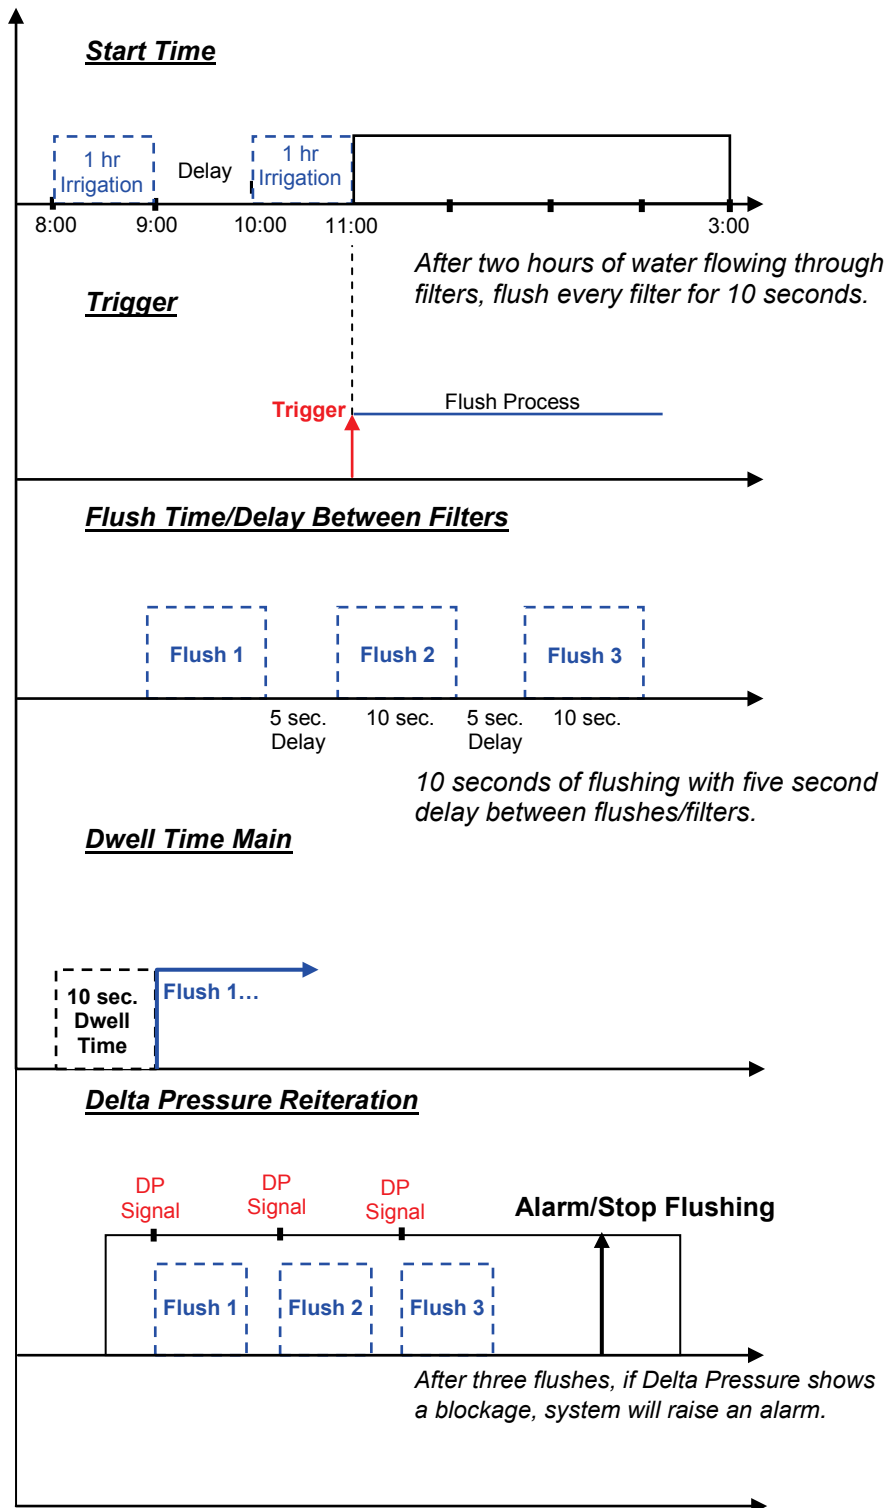 Start Time
1 hr
Irrigation
Delay
1 hr
Irrigation
8:00
9:00
10:00
11:00
3:00
After two hours of water flowing through
filters, flush every filter for 10 seconds.
Trigger
Trigger
Flush Process
Flush Time/Delay Between Filters
Flush 1
Flush 2
Flush 3
5 sec.
Delay
10 sec.
5 sec.
Delay
10 sec.
10 seconds of flushing with five second
delay between flushes/filters.
Dwell Time Main
10 sec.
Dwell
Time
Flush 1…
Delta Pressure Reiteration
DP
Signal
DP
Signal
DP
Signal
Alarm/Stop Flushing
Flush 1
Flush 2
Flush 3
After three flushes, if Delta Pressure shows
a blockage, system will raise an alarm.